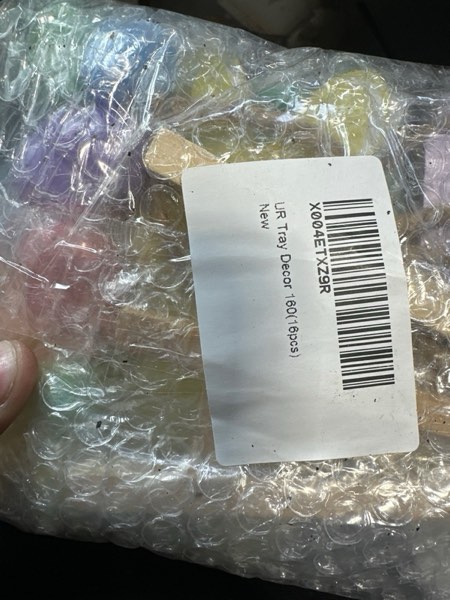 X004ETXZ9R
UR Tray Decor 160(16pcs)
New